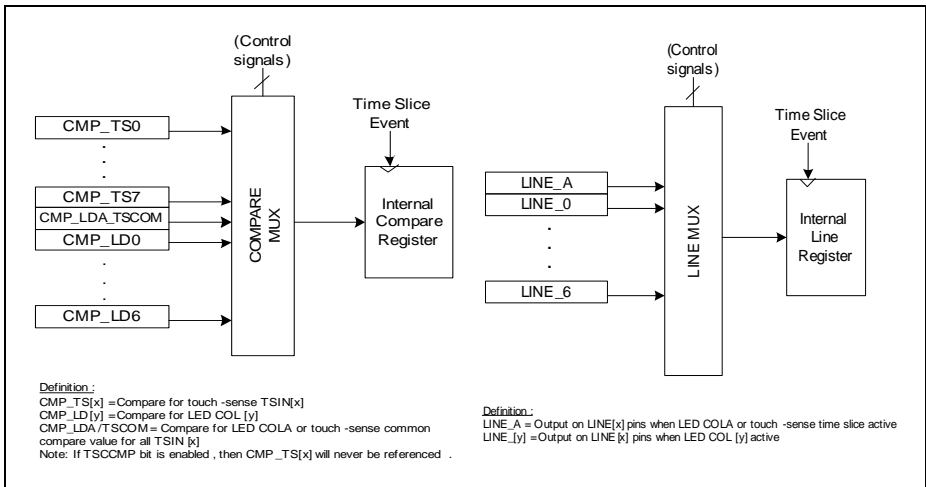 (Control
signals)
Time Slice
Event
CMP_TS0
CMP_TS7
CMP_LDA_TSCOM
CMP_LD0
CMP_LD6
COMPARE
MUX
Internal
Compare
Register
Definition :
CMP_TS[x] = Compare for touch -sense TSIN[x]
CMP_LD[y] = Compare for LED COL [y]
CMP_LDA /TSCOM = Compare for LED COLA or touch -sense common
compare value for all TSIN [x]
Note: If TSCCMP bit is enabled , then CMP _TS[x] will never be referenced .
(Control
signals)
Time Slice
Event
LINE_A
LINE_0
LINE_6
LINE MUX
Internal
Line
Register
Definition :
LINE_A = Output on LINE[x] pins when LED COLA or touch -sense time slice active
LINE_[y] = Output on LINE[x] pins when LED COL [y] active